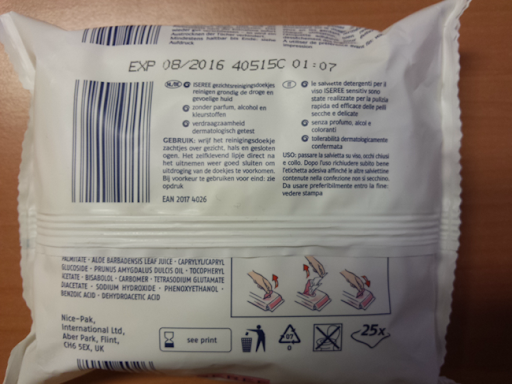 EXP 08/2016 40515C 01:07
NL/BE
ISEREE gezichtsreinigingsdoekjes
reinigen grondig de droge en
gevoelige huid
zonder parfum, alcohol en
kleurstoffen
verdraagzaamheid
dermatologisch getest
GEBRUIK: wrijf het reinigingsdoekje
zachtjes over gezicht, hals en gesloten
ogen. Het zelfklevend lipje direct na
het uitnemen weer goed sluiten om
uitdroging van de doekjes te voorkomen.
Bij voorkeur te gebruiken voor eind: zie
opdruk
EAN 2017 4026
le salviette detergenti per il
viso ISEREE sensitiv sono
state realizzate per la pulizia
rapida ed efficace delle pelli
secche e delicate
senza profumo, alcol e
coloranti
tollerabilità dermatologicamente
confermata
USO: passare la salvietta su viso, occhi chiusi
e collo. Dopo l'uso richiudere subito bene
l'etichetta adesiva affinché le altre salviettine
contenute nella confezione non si secchino.
Da usare preferibilmente entro la fine:
vedere stampa
PALMITATE · ALOE BARBADENSIS LEAF JUICE · CAPRYLYL/CAPRYL
GLUCOSIDE · PRUNUS AMYGDALUS DULCIS OIL · TOCOPHERYL
ACETATE · BISABOLOL · CARBOMER · TETRASODIUM GLUTAMATE
DIACETATE · SODIUM HYDROXIDE · PHENOXYETHANOL ·
BENZOIC ACID · DEHYDROACETIC ACID
Nice-Pak,
International Ltd,
Aber Park, Flint,
CH6 5EX, UK
see print
07
O
25x